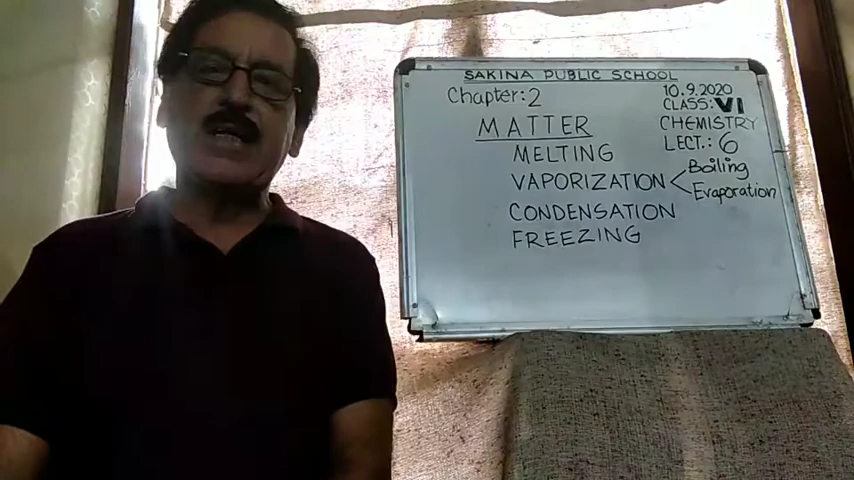 SAKINA PUBLIC SCHOOL
10.9.2020
Chapter:-2
CLASS VI
MATTER
CHEMISTRY
LECT.: 6
MELTING
VAPORIZATION < Boiling
Evaporation
CONDENSATION
FREEZING